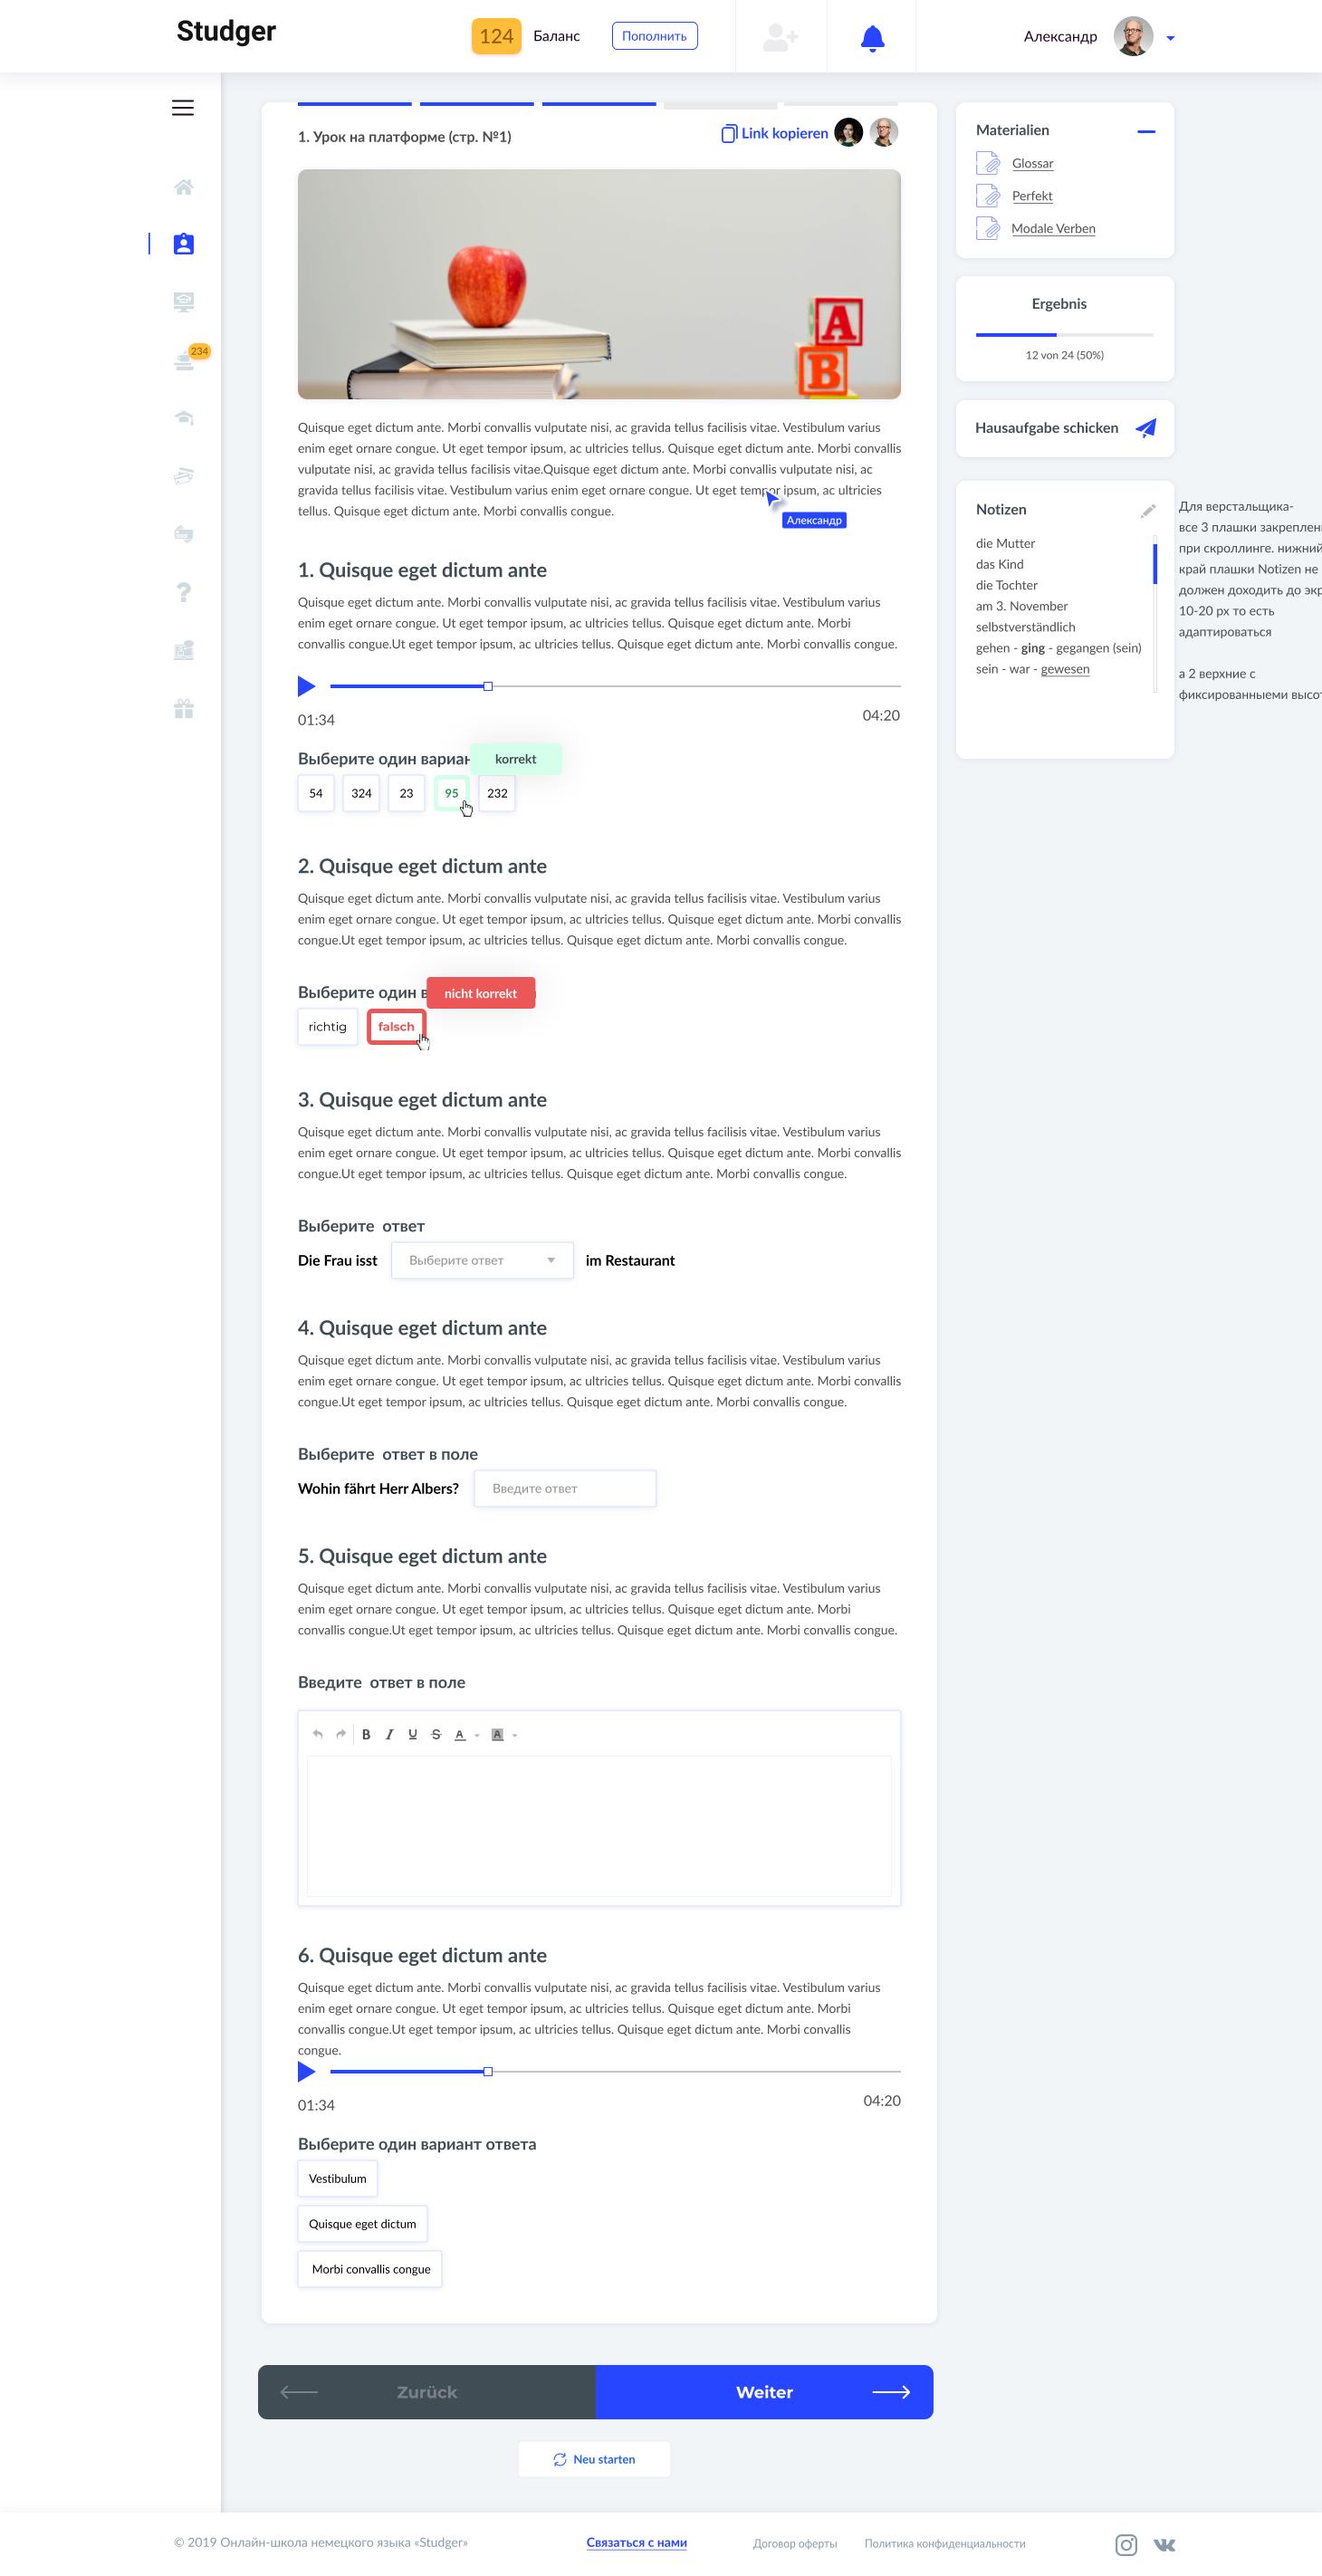 Studger
124 Баланс Пополнить
Александр
1. Урок на платформе (стр. №1)
Link kopieren
A
B
Quisque eget dictum ante. Morbi convallis vulputate nisi, ac gravida tellus facilisis vitae. Vestibulum varius
enim eget ornare congue. Ut eget tempor ipsum, ac ultricies tellus. Quisque eget dictum ante. Morbi convallis
vulputate nisi, ac gravida tellus facilisis vitae.Quisque eget dictum ante. Morbi convallis vulputate nisi, ac
gravida tellus facilisis vitae. Vestibulum varius enim eget ornare congue. Ut eget tempor ipsum, ac ultricies
tellus. Quisque eget dictum ante. Morbi convallis congue.
Александр
1. Quisque eget dictum ante
Quisque eget dictum ante. Morbi convallis vulputate nisi, ac gravida tellus facilisis vitae. Vestibulum varius
enim eget ornare congue. Ut eget tempor ipsum, ac ultricies tellus. Quisque eget dictum ante. Morbi
convallis congue.Ut eget tempor ipsum, ac ultricies tellus. Quisque eget dictum ante. Morbi convallis congue.
01:34 04:20
Выберите один вариан
korrekt
54 324 23 95 232
2. Quisque eget dictum ante
Quisque eget dictum ante. Morbi convallis vulputate nisi, ac gravida tellus facilisis vitae. Vestibulum varius
enim eget ornare congue. Ut eget tempor ipsum, ac ultricies tellus. Quisque eget dictum ante. Morbi convallis
congue.Ut eget tempor ipsum, ac ultricies tellus. Quisque eget dictum ante. Morbi convallis congue.
Выберите один в
nicht korrekt
richtig falsch
3. Quisque eget dictum ante
Quisque eget dictum ante. Morbi convallis vulputate nisi, ac gravida tellus facilisis vitae. Vestibulum varius
enim eget ornare congue. Ut eget tempor ipsum, ac ultricies tellus. Quisque eget dictum ante. Morbi convallis
congue.Ut eget tempor ipsum, ac ultricies tellus. Quisque eget dictum ante. Morbi convallis congue.
Выберите ответ
Die Frau isst Выберите ответ im Restaurant
4. Quisque eget dictum ante
Quisque eget dictum ante. Morbi convallis vulputate nisi, ac gravida tellus facilisis vitae. Vestibulum varius
enim eget ornare congue. Ut eget tempor ipsum, ac ultricies tellus. Quisque eget dictum ante. Morbi convallis
congue.Ut eget tempor ipsum, ac ultricies tellus. Quisque eget dictum ante. Morbi convallis congue.
Выберите ответ в поле
Wohin fährt Herr Albers? Введите ответ
5. Quisque eget dictum ante
Quisque eget dictum ante. Morbi convallis vulputate nisi, ac gravida tellus facilisis vitae. Vestibulum varius
enim eget ornare congue. Ut eget tempor ipsum, ac ultricies tellus. Quisque eget dictum ante. Morbi
convallis congue.Ut eget tempor ipsum, ac ultricies tellus. Quisque eget dictum ante. Morbi convallis congue.
Введите ответ в поле
B I U S A A
6. Quisque eget dictum ante
Quisque eget dictum ante. Morbi convallis vulputate nisi, ac gravida tellus facilisis vitae. Vestibulum varius
enim eget ornare congue. Ut eget tempor ipsum, ac ultricies tellus. Quisque eget dictum ante. Morbi
convallis congue.Ut eget tempor ipsum, ac ultricies tellus. Quisque eget dictum ante. Morbi convallis
congue.
01:34 04:20
Выберите один вариант ответа
Vestibulum
Quisque eget dictum
Morbi convallis congue
Zurück Weiter
Neu starten
234
Materialien
Glossar
Perfekt
Modale Verben
Ergebnis
12 von 24 (50%)
Hausaufgabe schicken
Notizen
die Mutter
das Kind
die Tochter
am 3. November
selbstverständlich
gehen - ging - gegangen (sein)
sein - war - gewesen
Для верстальщика-
все 3 плашки закреплен
при скроллинге. нижний
край плашки Notizen не
должен доходить до экр
10-20 px то есть
адаптироваться
а 2 верхние с
фиксированныеми высот
© 2019 Онлайн-школа немецкого языка «Studger»
Связаться с нами
Договор оферты
Политика конфиденциальности